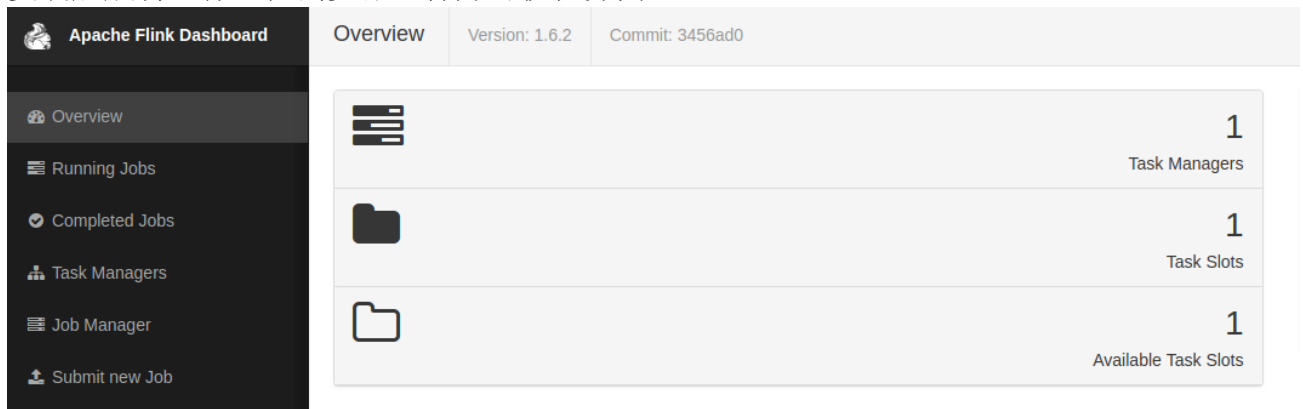 Apache Flink Dashboard
Overview
Version: 1.6.2
Commit: 3456ad0
Overview
Running Jobs
Completed Jobs
Task Managers
Job Manager
Submit new Job
1
Task Managers
1
Task Slots
1
Available Task Slots